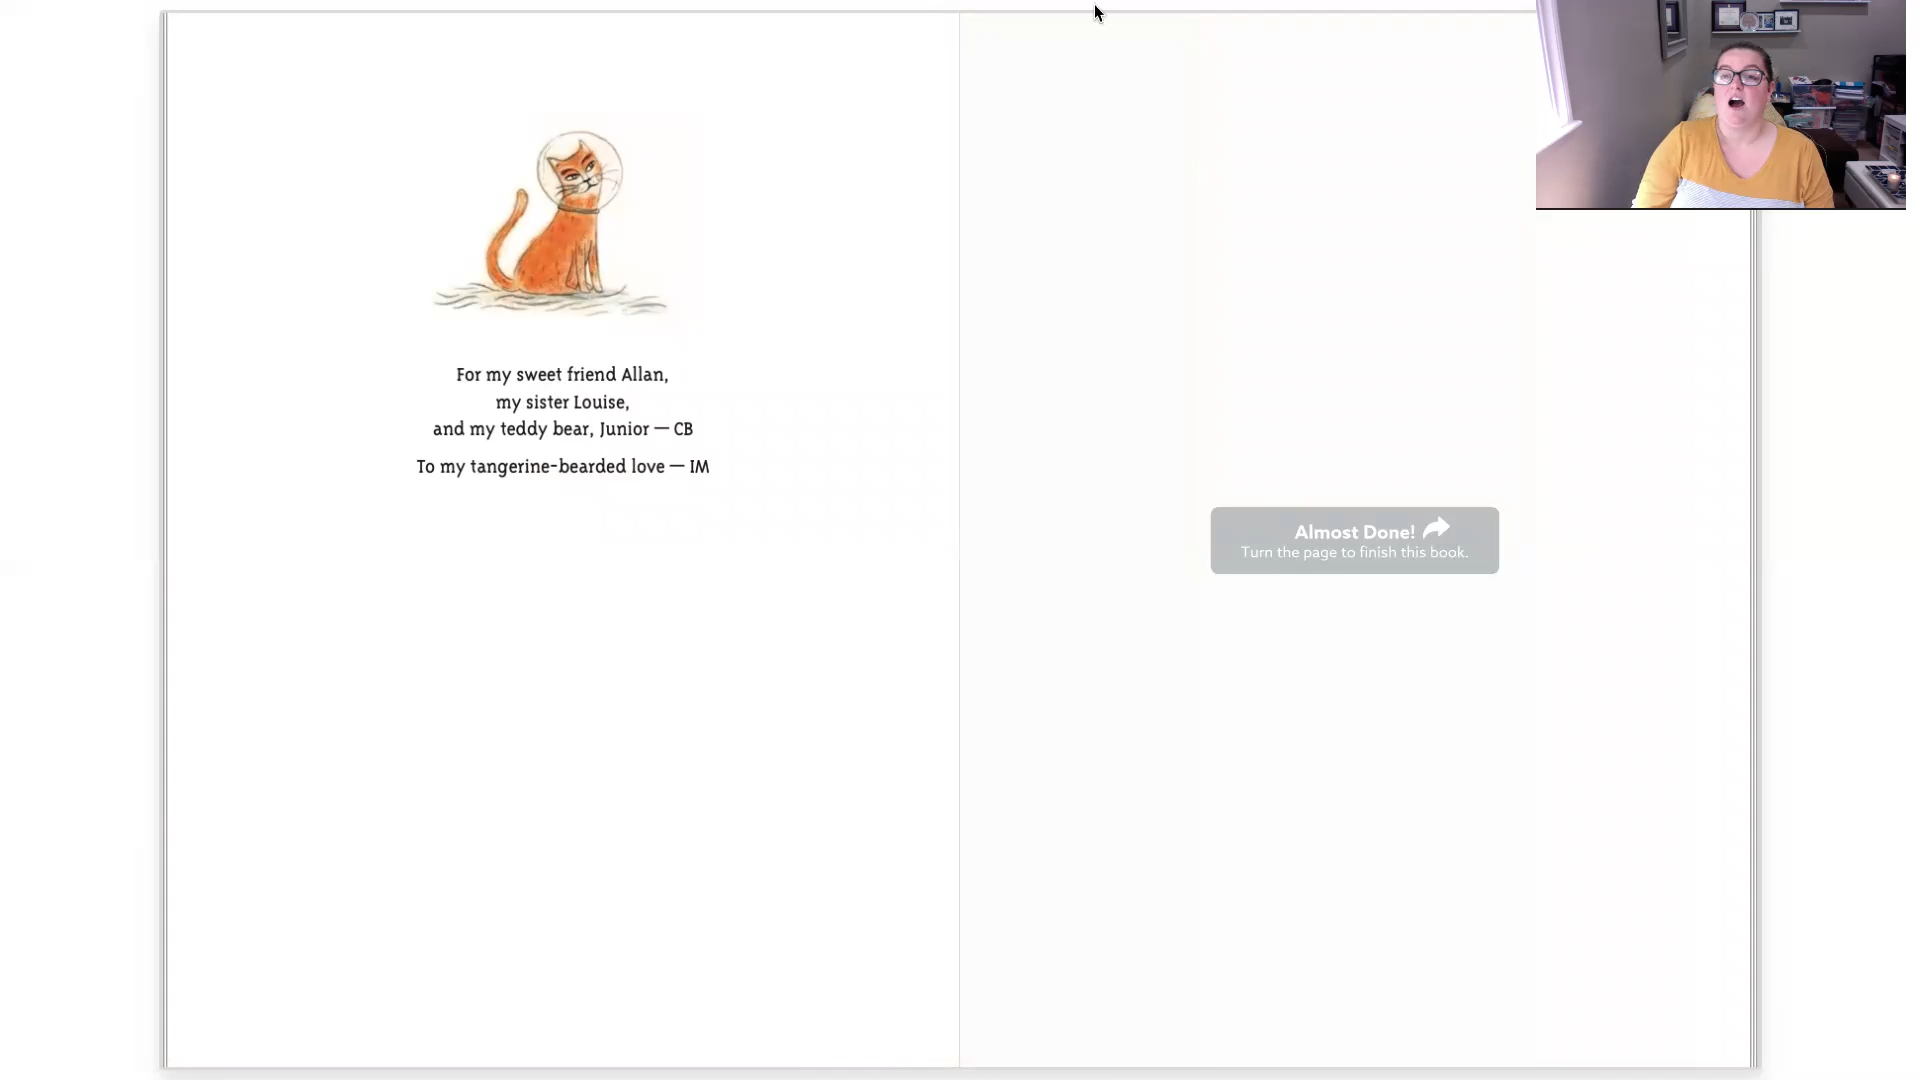 For my sweet friend Allan,
my sister Louise,
and my teddy bear, Junior — CB
To my tangerine-bearded love — IM
Almost Done!
Turn the page to finish this book.